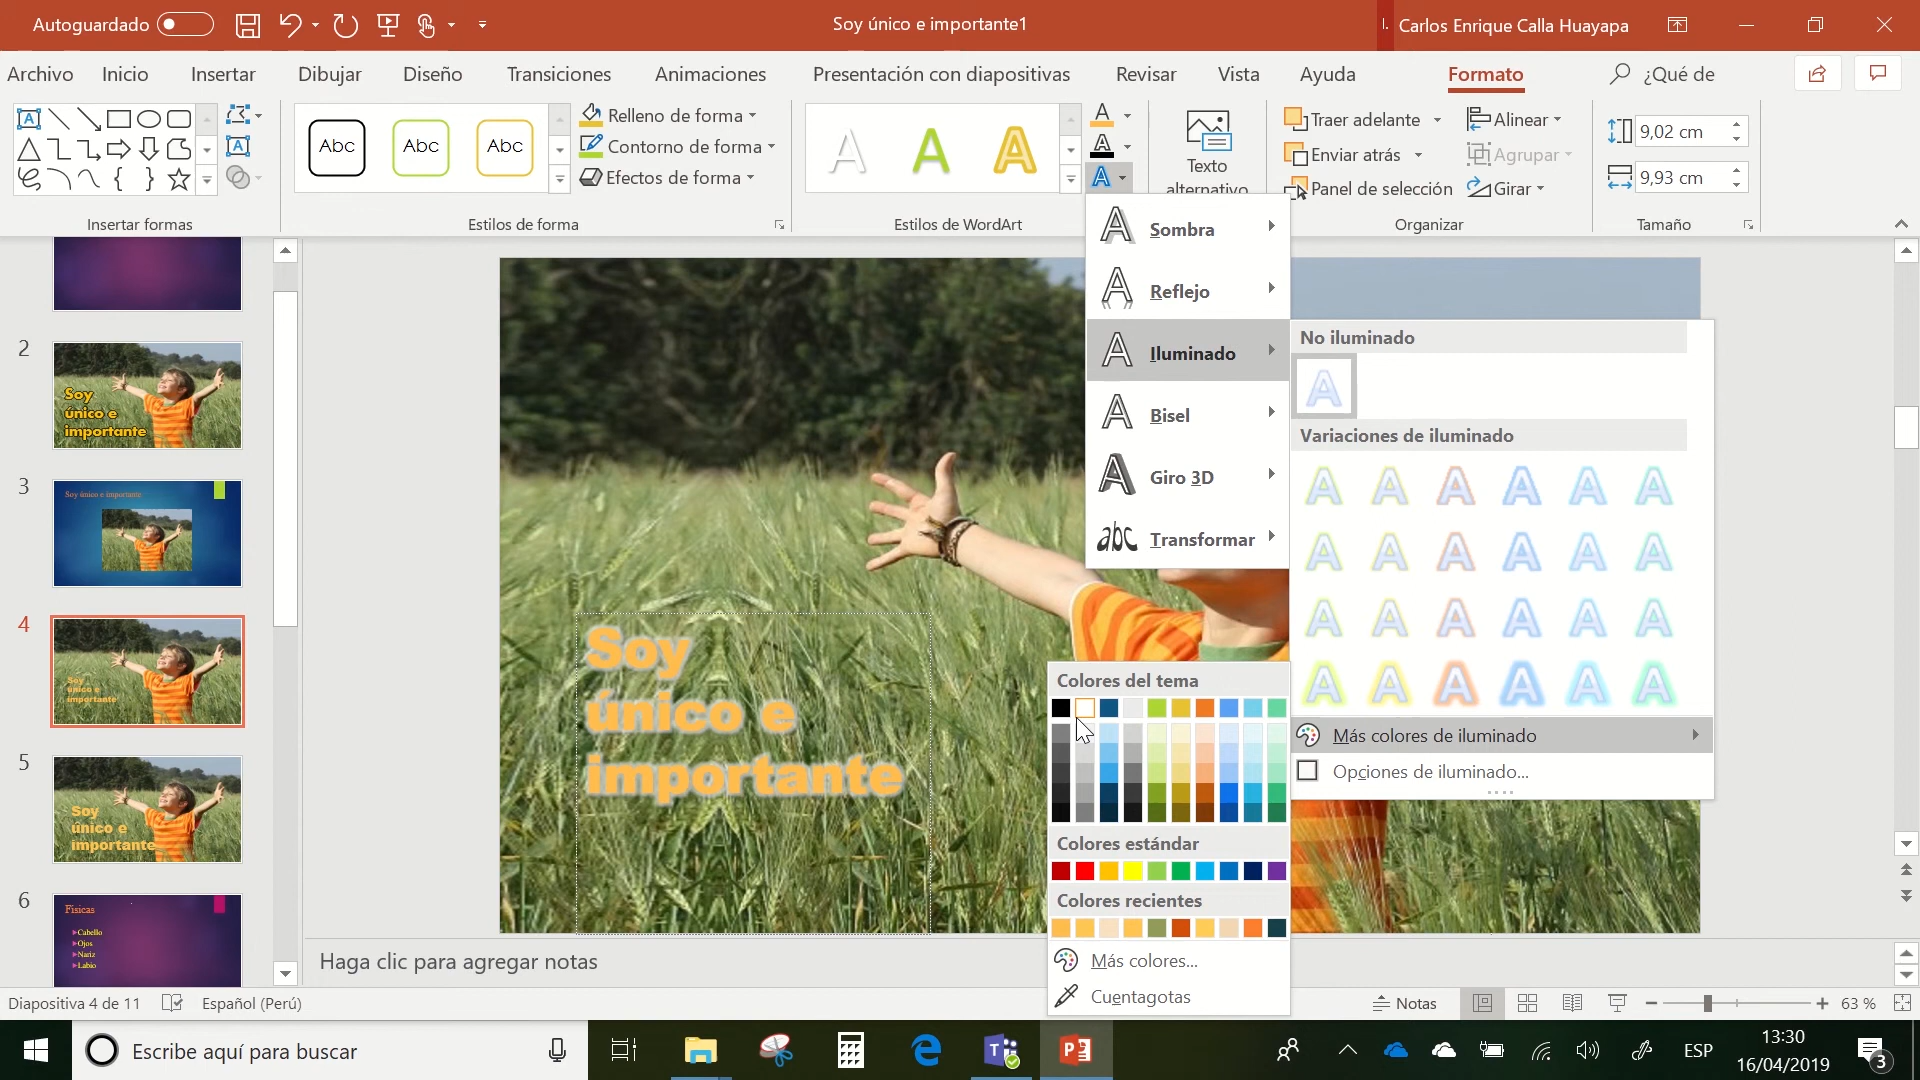 Autoguardado
Soy único e importante1
Carlos Enrique Calla Huayapa
Archivo Inicio Insertar Dibujar Diseño Transiciones Animaciones Presentación con diapositivas Revisar Vista Ayuda Formato ¿Qué de
Abc Abc Abc
Relleno de forma
Contorno de forma
Efectos de forma
Texto
alternativo
Traer adelante
Enviar atrás
Panel de selección
Alinear
Agrupar
Girar
9,02 cm
9,93 cm
Insertar formas
Estilos de forma
Estilos de WordArt
Organizar
Tamaño
Sombra
Reflejo
Iluminado
Bisel
Giro 3D
Transformar
No iluminado
Variaciones de iluminado
Más colores de iluminado
Opciones de iluminado...
Colores del tema
Colores estándar
Colores recientes
Más colores...
Cuentagotas
2
Soy
único e
importante
3
Soy único e importante
4
Soy
único e
importante
5
Soy
único e
importante
6
Físicas
Cabello
Ojos
Nariz
Labio
Soy
único e
importante
Haga clic para agregar notas
Diapositiva 4 de 11
Español (Perú)
Notas
63 %
Escribe aquí para buscar
ESP
13:30
16/04/2019
3